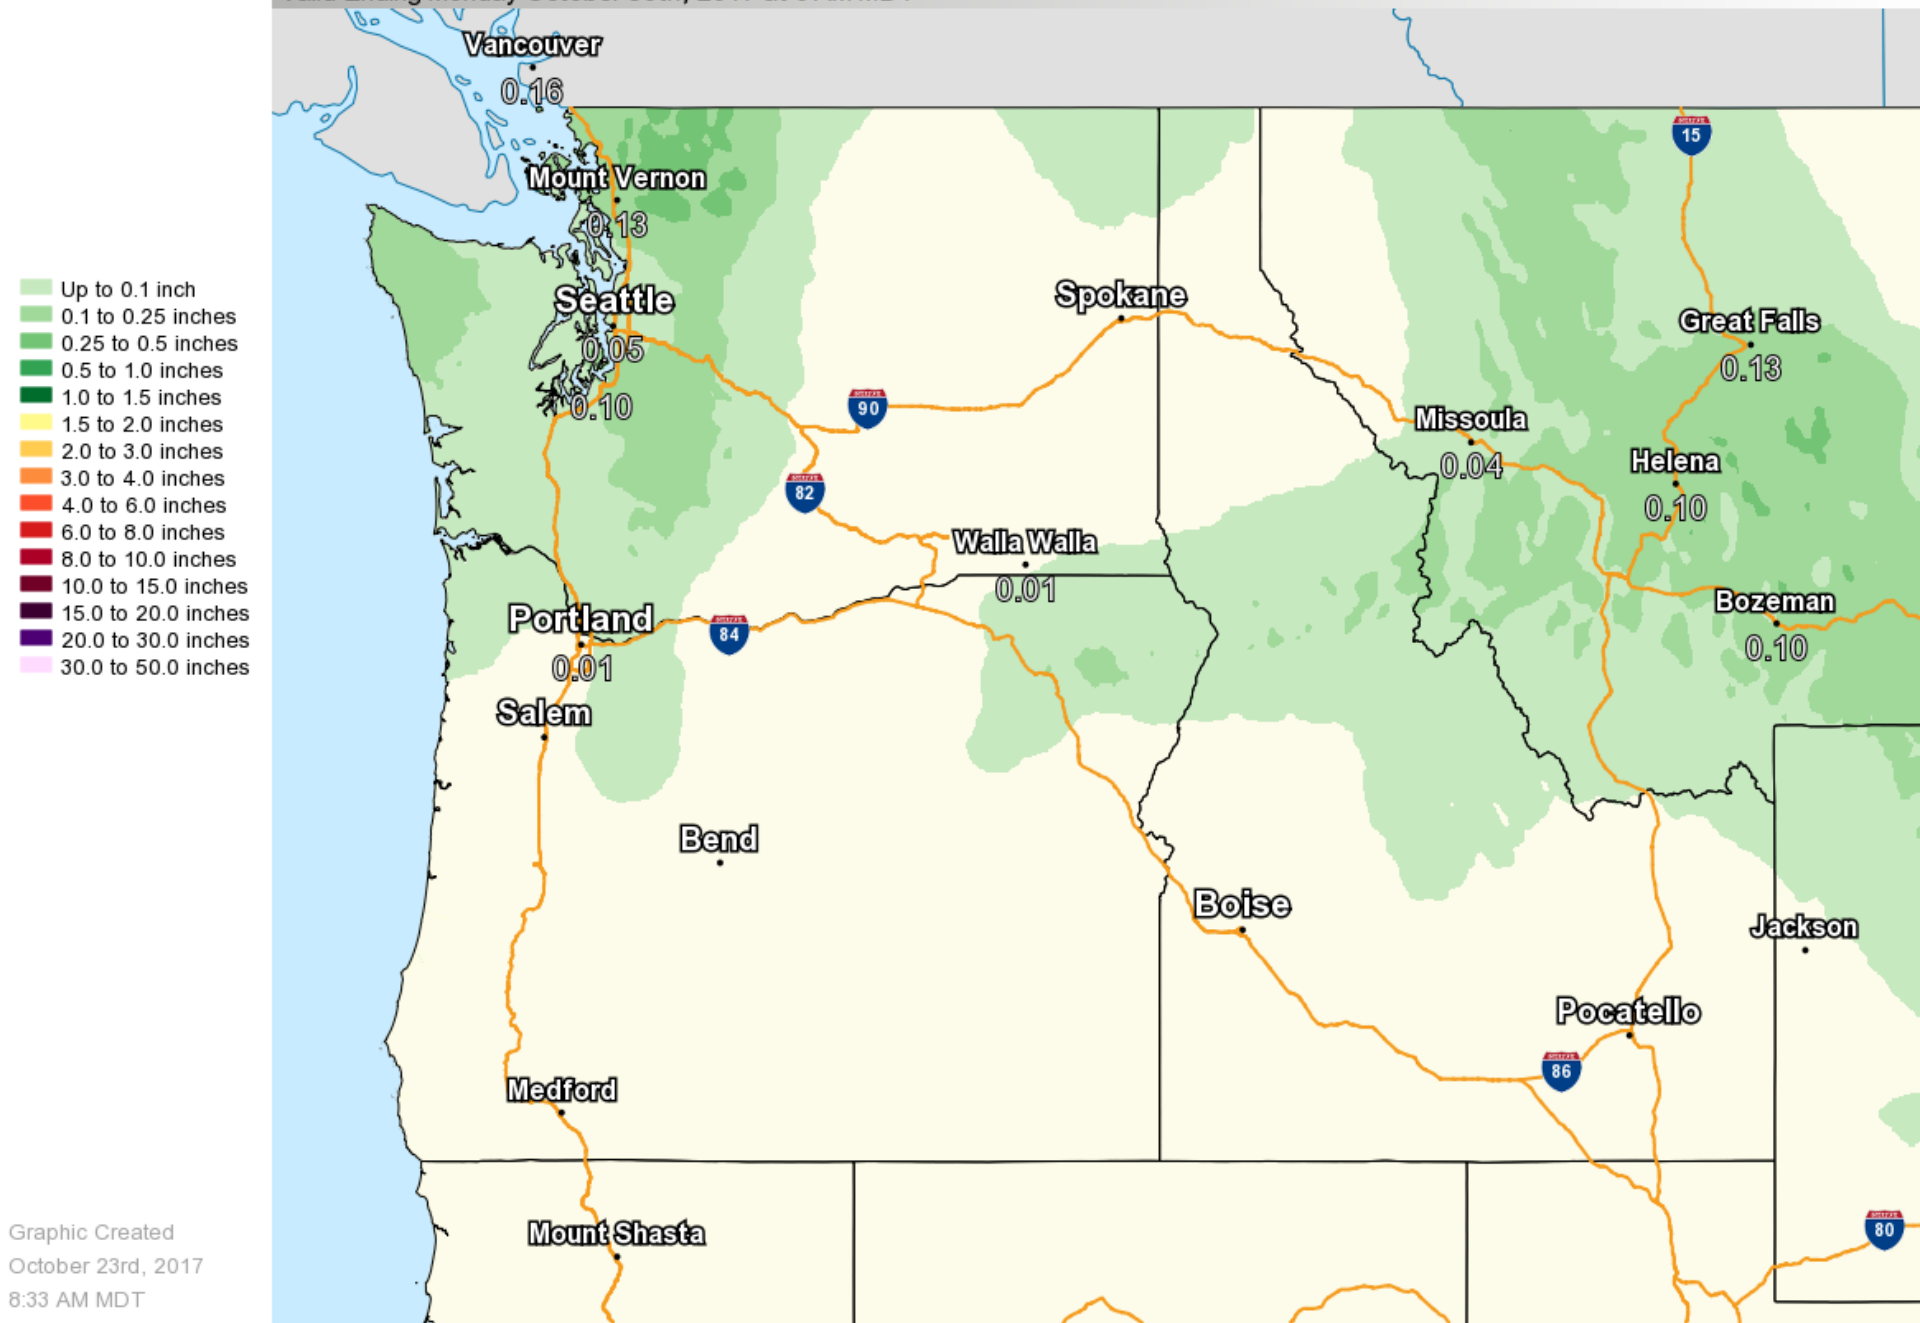 Vancouver
0.16
15
Mount Vernon
0.13
Seattle
0.05
0.10
Spokane
Great Falls
0.13
90
Missoula
0.04
Helena
0.10
82
Walla Walla
0.01
Bozeman
0.10
Portland
0.01
84
Salem
Bend
Boise
Jackson
Pocatello
86
Medford
Mount Shasta
80
Up to 0.1 inch
0.1 to 0.25 inches
0.25 to 0.5 inches
0.5 to 1.0 inches
1.0 to 1.5 inches
1.5 to 2.0 inches
2.0 to 3.0 inches
3.0 to 4.0 inches
4.0 to 6.0 inches
6.0 to 8.0 inches
8.0 to 10.0 inches
10.0 to 15.0 inches
15.0 to 20.0 inches
20.0 to 30.0 inches
30.0 to 50.0 inches
Graphic Created
October 23rd, 2017
8:33 AM MDT